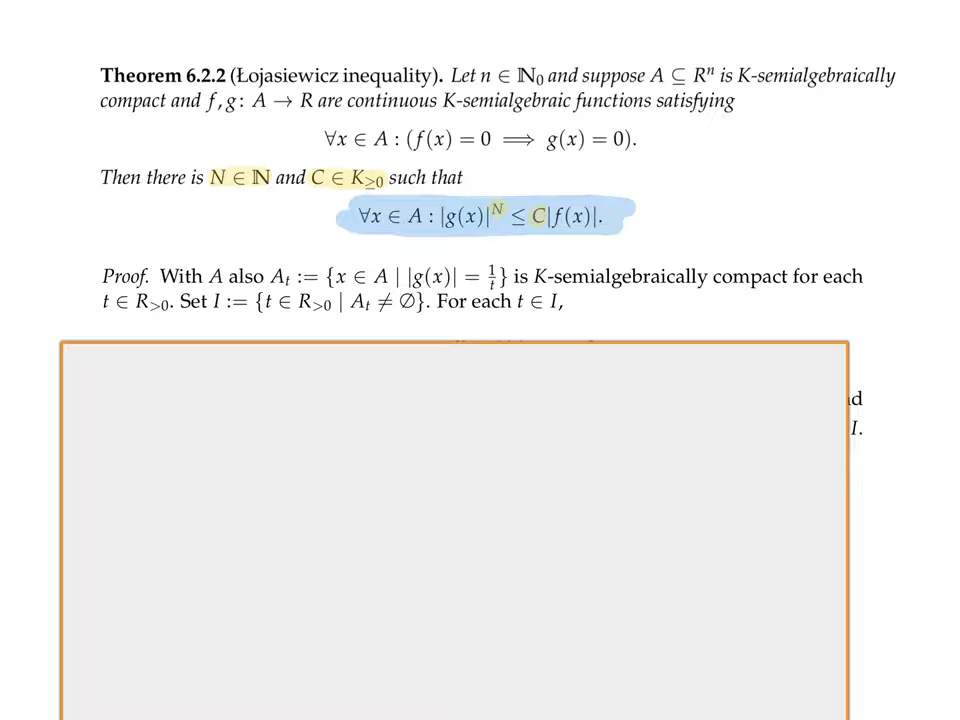 Theorem 6.2.2 (Łojasiewicz inequality). Let n ∈ ℕ₀ and suppose A ⊆ Rⁿ is K-semialgebraically
compact and f, g: A → R are continuous K-semialgebraic functions satisfying
∀x ∈ A : (f(x) = 0 ⟹ g(x) = 0).
Then there is N ∈ ℕ and C ∈ K≥0 such that
∀x ∈ A : |g(x)|ᴺ ≤ C|f(x)|.
Proof. With A also Aₜ := {x ∈ A | |g(x)| = 1/t} is K-semialgebraically compact for each
t ∈ R>0. Set I := {t ∈ R>0 | Aₜ ≠ ∅}. For each t ∈ I,
I.